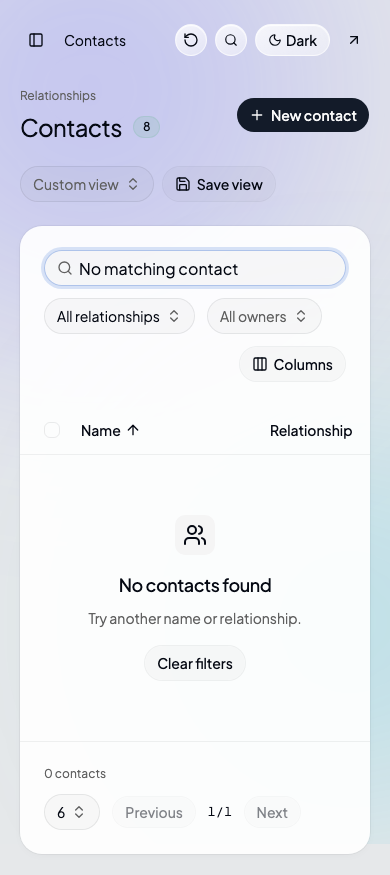 Contacts
Dark
Relationships
Contacts 8
New contact
Custom view
Save view
No matching contact
All relationships
All owners
Columns
Name
Relationship
No contacts found
Try another name or relationship.
Clear filters
0 contacts
6
Previous
1/1
Next